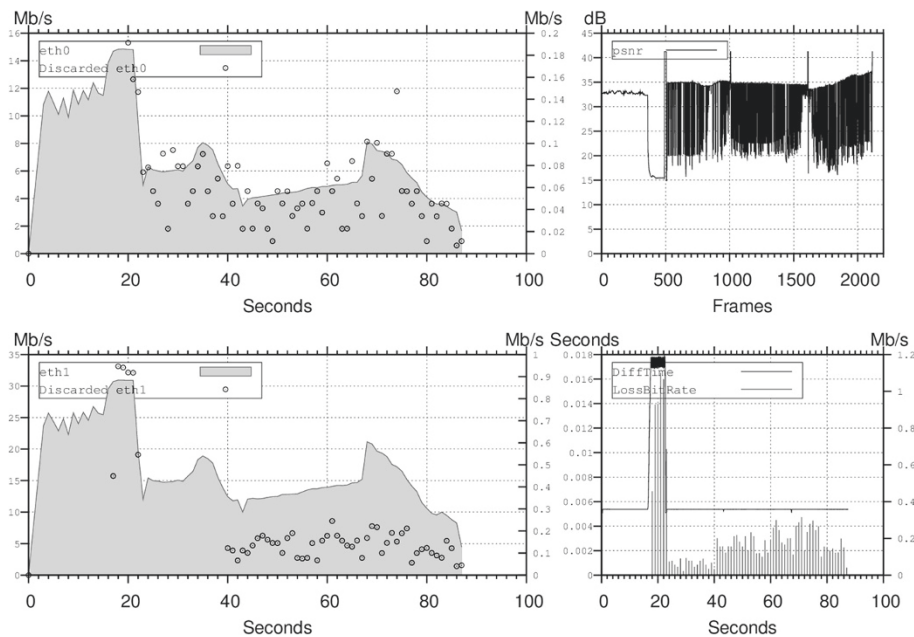 Mb/s Mb/s dB
16 0.2 45
14 0.18 40
12 0.16 35
10 0.14 30
8 0.12 25
6 0.1 20
4 0.08 15
2 0.06 10
0 0.04 5
0.02 0
0
eth0
Discarded eth0
psnr
0 20 40 60 80 100 0 500 1000 1500 2000
Seconds Frames
Mb/s Mb/s Seconds Mb/s
35 1 0.018 1.2
30 0.9 0.016 1
25 0.8 0.014 0.8
20 0.7 0.012 0.6
15 0.6 0.01 0.4
10 0.5 0.008 0.2
5 0.4 0.006 0
0 0.3 0.004
0.2 0.002
0.1 0
0
eth1
Discarded eth1
DiffTime
LossBitRate
0 20 40 60 80 100 0 20 40 60 80 100
Seconds Seconds